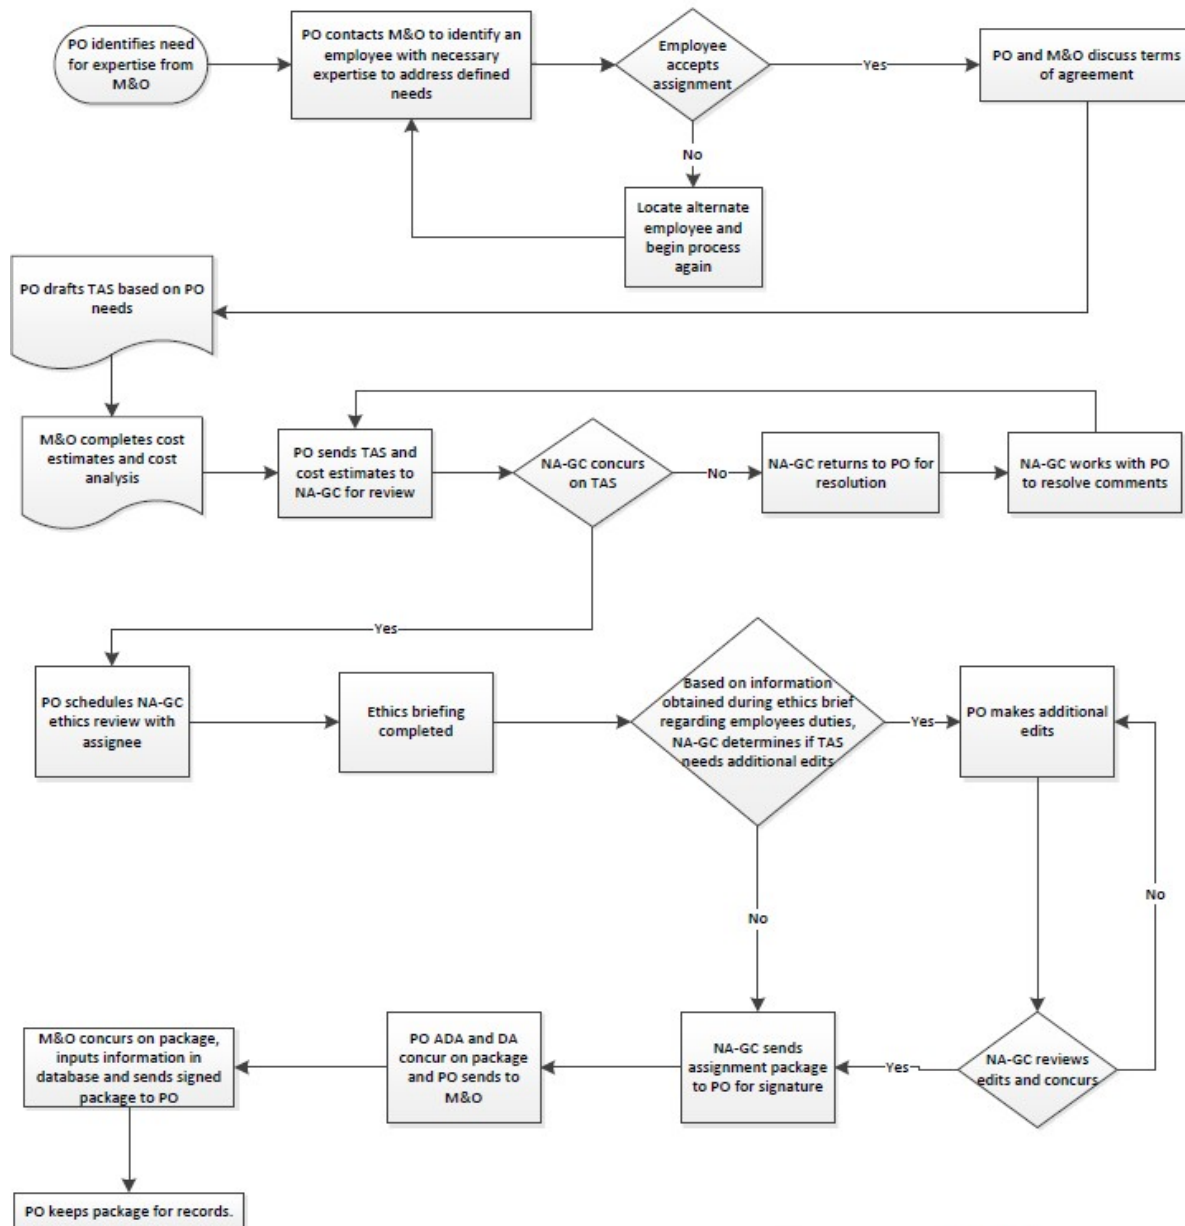 PO identifies need
for expertise from
M&O
PO contacts M&O to identify an
employee with necessary
expertise to address defined
needs
Employee
accepts
assignment
Yes
PO and M&O discuss terms
of agreement
No
Locate alternate
employee and
begin process
again
PO drafts TAS based on PO
needs
M&O completes cost
estimates and cost
analysis
PO sends TAS and
cost estimates to
NA-GC for review
NA-GC concurs
on TAS
No
NA-GC returns to PO for
resolution
NA-GC works with PO
to resolve comments
Yes
PO schedules NA-GC
ethics review with
assignee
Ethics briefing
completed
Based on information
obtained during ethics brief
regarding employees duties,
NA-GC determines if TAS
needs additional edits
Yes
PO makes additional
edits
No
No
M&O concurs on package,
inputs information in
database and sends signed
package to PO
PO ADA and DA
concur on package
and PO sends to
M&O
NA-GC sends
assignment package
to PO for signature
Yes
NA-GC reviews
edits and concurs
PO keeps package for records.